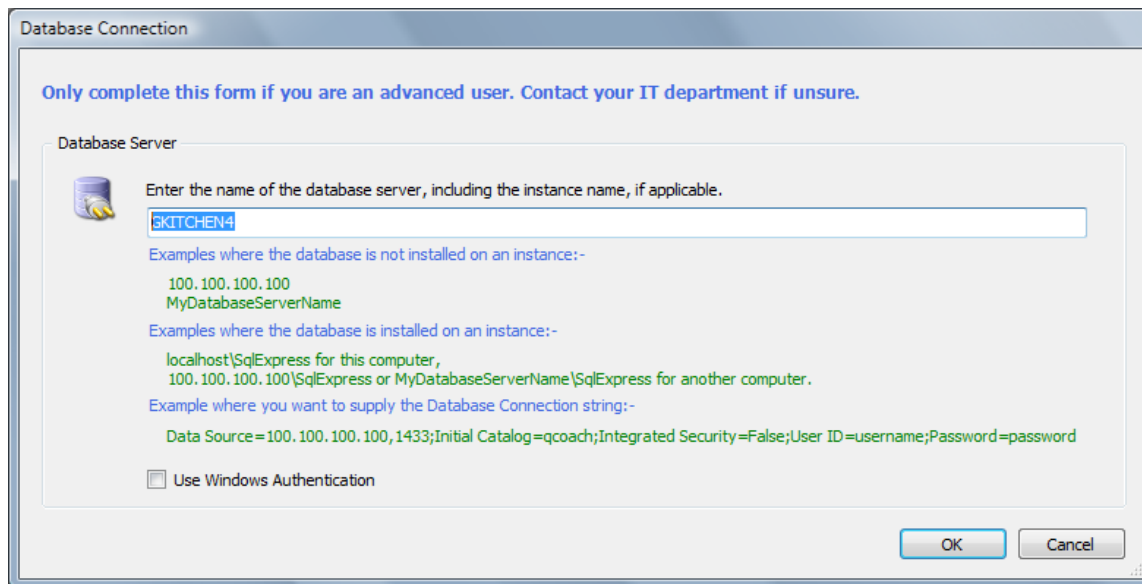 Database Connection
Only complete this form if you are an advanced user. Contact your IT department if unsure.
Database Server
Enter the name of the database server, including the instance name, if applicable.
GKITCHEN4
Examples where the database is not installed on an instance:-
100.100.100.100
MyDatabaseServerName
Examples where the database is installed on an instance:-
localhost\SqlExpress for this computer,
100.100.100.100\SqlExpress or MyDatabaseServerName\SqlExpress for another computer.
Example where you want to supply the Database Connection string:-
Data Source=100.100.100.100,1433;Initial Catalog=qcoach;Integrated Security=False;User ID=username;Password=password
Use Windows Authentication
OK Cancel